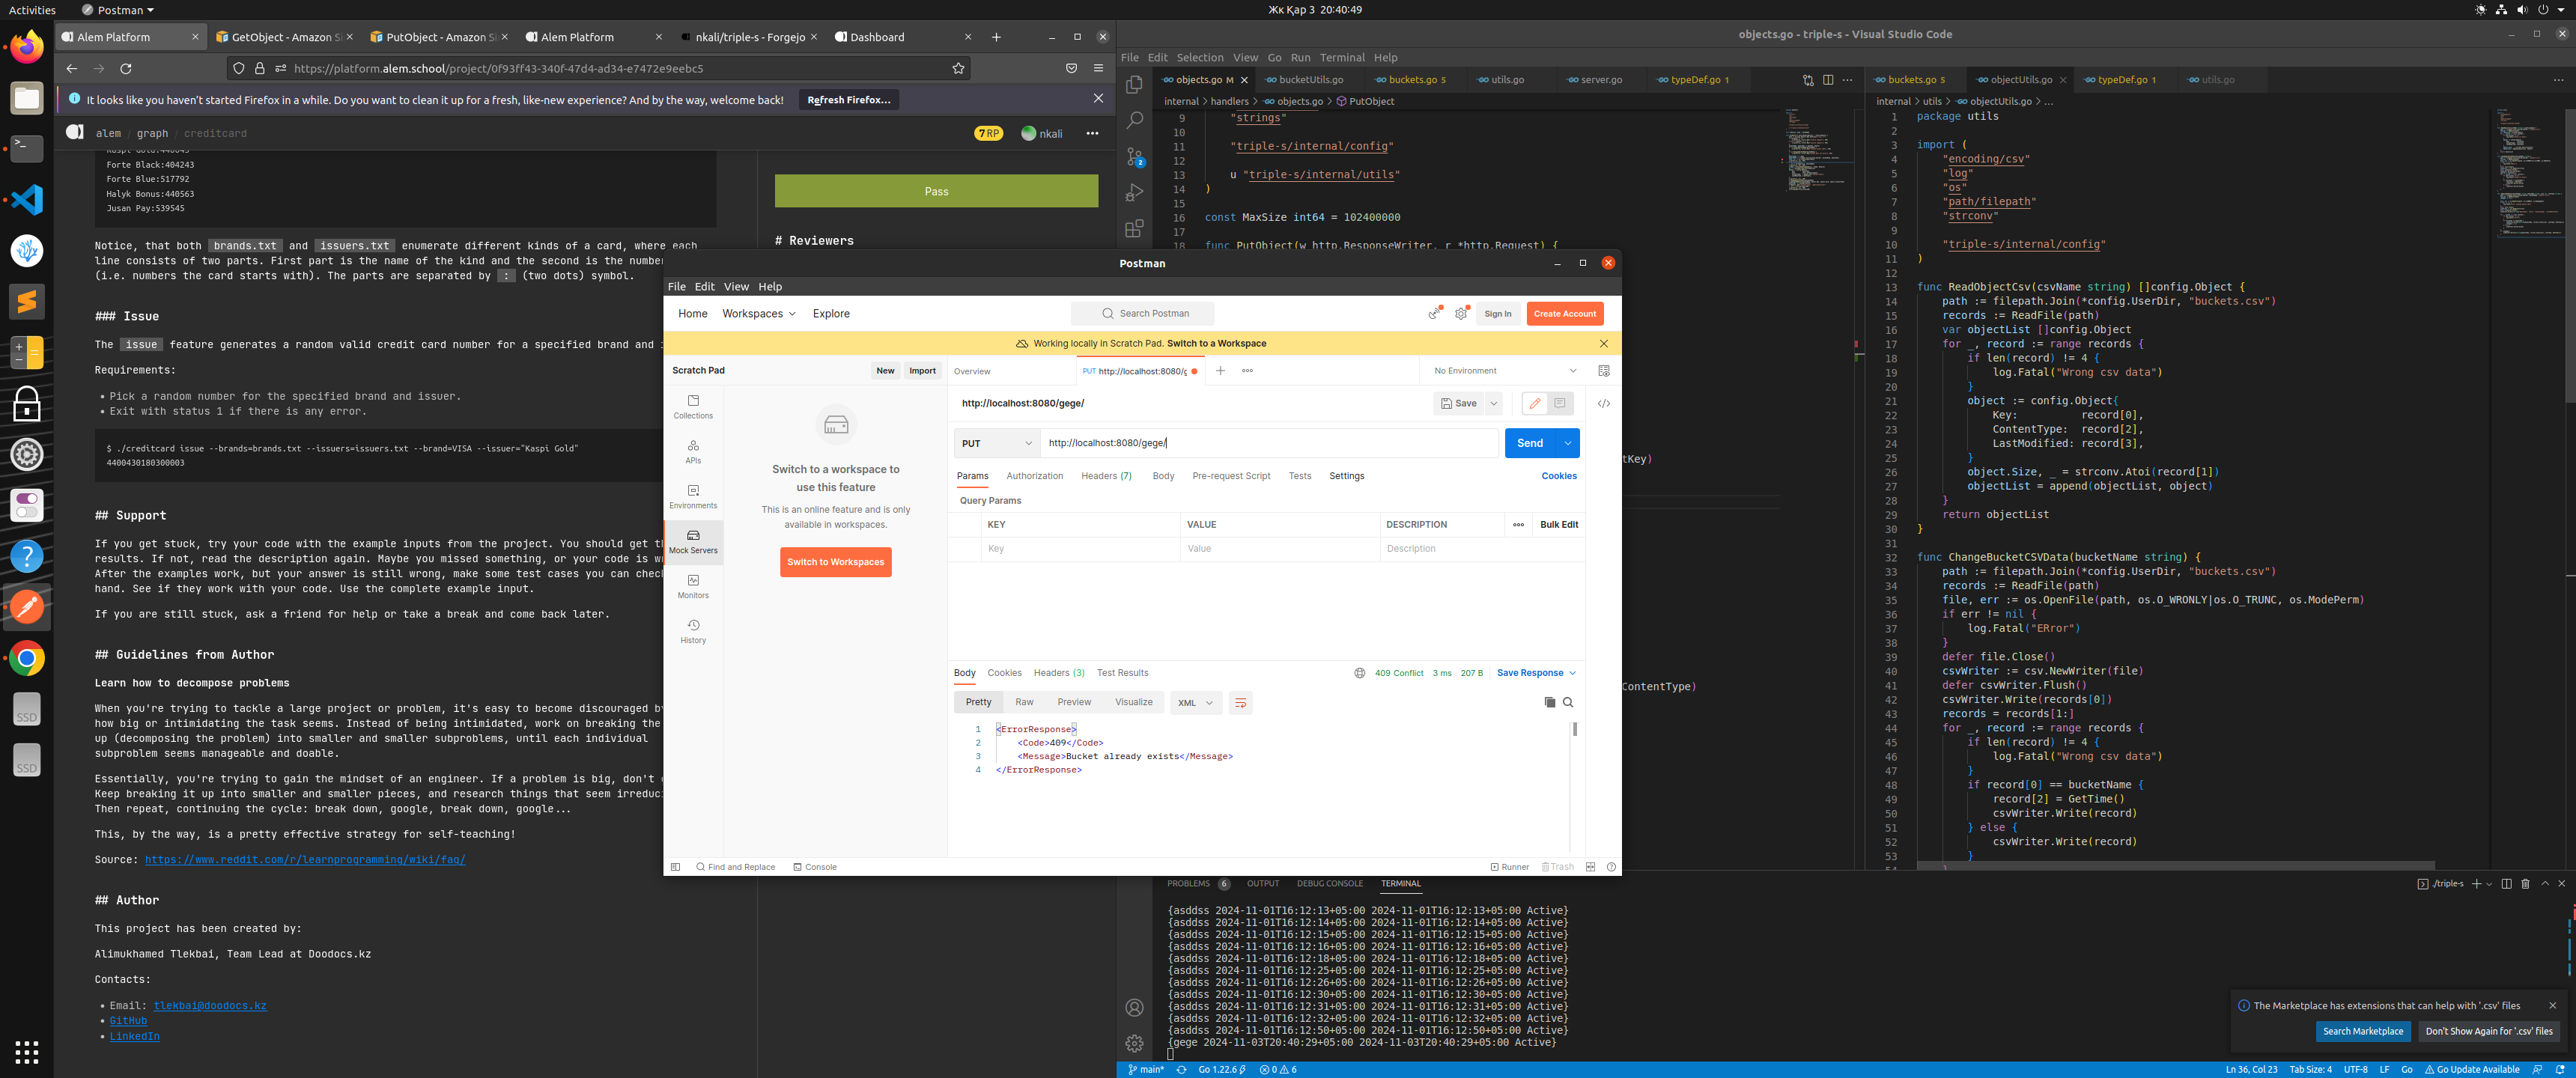 Activities
Postman
Жк Қар 3 20:40:49
Alem Platform
GetObject - Amazon Si
PutObject - Amazon Si
Alem Platform
nkali/triple-s - Forgejo
Dashboard
https://platform.alem.school/project/0f93ff43-340f-47d4-ad34-e7472e9eebc5
It looks like you haven't started Firefox in a while. Do you want to clean it up for a fresh, like-new experience? And by the way, welcome back!
Refresh Firefox...
alem / graph / creditcard
7 RP
nkali
Forte Black:404243
Forte Blue:517792
Halyk Bonus:440563
Jusan Pay:539545
Pass
Notice, that both brands.txt and issuers.txt enumerate different kinds of a card, where each
line consists of two parts. First part is the name of the kind and the second is the number
(i.e. numbers the card starts with). The parts are separated by : (two dots) symbol.
# Reviewers
### Issue
The issue feature generates a random valid credit card number for a specified brand and
Requirements:
• Pick a random number for the specified brand and issuer.
• Exit with status 1 if there is any error.
$ ./creditcard issue --brands=brands.txt --issuers=issuers.txt --brand=VISA --issuer="Kaspi Gold"
4400430180300003
## Support
If you get stuck, try your code with the example inputs from the project. You should get
results. If not, read the description again. Maybe you missed something, or your code is
After the examples work, but your answer is still wrong, make some test cases you can
hand. See if they work with your code. Use the complete example input.
If you are still stuck, ask a friend for help or take a break and come back later.
## Guidelines from Author
Learn how to decompose problems
When you're trying to tackle a large project or problem, it's easy to become discouraged
how big or intimidating the task seems. Instead of being intimidated, work on breaking the
up (decomposing the problem) into smaller and smaller subproblems, until each individual
subproblem seems manageable and doable.
Essentially, you're trying to gain the mindset of an engineer. If a problem is big, don't
Keep breaking it up into smaller and smaller pieces, and research things that seem
Then repeat, continuing the cycle: break down, google, break down, google...
This, by the way, is a pretty effective strategy for self-teaching!
Source: https://www.reddit.com/r/learnprogramming/wiki/faq/
## Author
This project has been created by:
Alimukhamed Tlekbai, Team Lead at Doodocs.kz
Contacts:
• Email: tlekbai@doodocs.kz
• GitHub
• LinkedIn
SSD
SSD
Postman
File Edit View Help
Home Workspaces Explore
Search Postman
Sign In
Create Account
Working locally in Scratch Pad. Switch to a Workspace
Scratch Pad
New
Import
Overview
PUT http://localhost:8080/g
No Environment
Collections
APIs
Environments
Mock Servers
Monitors
History
Switch to a workspace to
use this feature
This is an online feature and is only
available in workspaces.
Switch to Workspaces
http://localhost:8080/gege/
Save
PUT
http://localhost:8080/gege/
Send
Params Authorization Headers (7) Body Pre-request Script Tests Settings
Cookies
Query Params
KEY VALUE DESCRIPTION
Bulk Edit
Key Value Description
Body Cookies Headers (3) Test Results
409 Conflict 3 ms 207 B
Save Response
Pretty Raw Preview Visualize XML
1 <ErrorResponse>
2 <Code>409</Code>
3 <Message>Bucket already exists</Message>
4 </ErrorResponse>
Find and Replace
Console
Runner
Trash
objects.go - triple-s - Visual Studio Code
File Edit Selection View Go Run Terminal Help
objects.go M
bucketUtils.go
buckets.go 5
utils.go
server.go
typeDef.go 1
internal > handlers > objects.go > PutObject
9 "strings"
10
11 "triple-s/internal/config"
12
13 u "triple-s/internal/utils"
14 )
15
16 const MaxSize int64 = 102400000
17
18 func PutObject(w http.ResponseWriter, r *http.Request) {
tKey)
ContentType)
buckets.go 5
objectUtils.go
typeDef.go 1
utils.go
internal > utils > objectUtils.go > ...
1 package utils
2
3 import (
4 "encoding/csv"
5 "log"
6 "os"
7 "path/filepath"
8 "strconv"
9
10 "triple-s/internal/config"
11 )
12
13 func ReadObjectCsv(csvName string) []config.Object {
14 path := filepath.Join(*config.UserDir, "buckets.csv")
15 records := ReadFile(path)
16 var objectList []config.Object
17 for _, record := range records {
18 if len(record) != 4 {
19 log.Fatal("Wrong csv data")
20 }
21 object := config.Object{
22 Key: record[0],
23 ContentType: record[2],
24 LastModified: record[3],
25 }
26 object.Size, _ = strconv.Atoi(record[1])
27 objectList = append(objectList, object)
28 }
29 return objectList
30 }
31
32 func ChangeBucketCSVData(bucketName string) {
33 path := filepath.Join(*config.UserDir, "buckets.csv")
34 records := ReadFile(path)
35 file, err := os.OpenFile(path, os.O_WRONLY|os.O_TRUNC, os.ModePerm)
36 if err != nil {
37 log.Fatal("ERror")
38 }
39 defer file.Close()
40 csvWriter := csv.NewWriter(file)
41 defer csvWriter.Flush()
42 csvWriter.Write(records[0])
43 records = records[1:]
44 for _, record := range records {
45 if len(record) != 4 {
46 log.Fatal("Wrong csv data")
47 }
48 if record[0] == bucketName {
49 record[2] = GetTime()
50 csvWriter.Write(record)
51 } else {
52 csvWriter.Write(record)
53 }
PROBLEMS 6 OUTPUT DEBUG CONSOLE TERMINAL
./triple-s
{asddss 2024-11-01T16:12:13+05:00 2024-11-01T16:12:13+05:00 Active}
{asddss 2024-11-01T16:12:14+05:00 2024-11-01T16:12:14+05:00 Active}
{asddss 2024-11-01T16:12:15+05:00 2024-11-01T16:12:15+05:00 Active}
{asddss 2024-11-01T16:12:16+05:00 2024-11-01T16:12:16+05:00 Active}
{asddss 2024-11-01T16:12:18+05:00 2024-11-01T16:12:18+05:00 Active}
{asddss 2024-11-01T16:12:25+05:00 2024-11-01T16:12:25+05:00 Active}
{asddss 2024-11-01T16:12:26+05:00 2024-11-01T16:12:26+05:00 Active}
{asddss 2024-11-01T16:12:30+05:00 2024-11-01T16:12:30+05:00 Active}
{asddss 2024-11-01T16:12:31+05:00 2024-11-01T16:12:31+05:00 Active}
{asddss 2024-11-01T16:12:32+05:00 2024-11-01T16:12:32+05:00 Active}
{asddss 2024-11-01T16:12:50+05:00 2024-11-01T16:12:50+05:00 Active}
{gege 2024-11-03T20:40:29+05:00 2024-11-03T20:40:29+05:00 Active}
The Marketplace has extensions that can help with '.csv' files
Search Marketplace
Don't Show Again for '.csv' files
main*
Go 1.22.6
0 6
Ln 36, Col 23 Tab Size: 4 UTF-8 LF Go Go Update Available